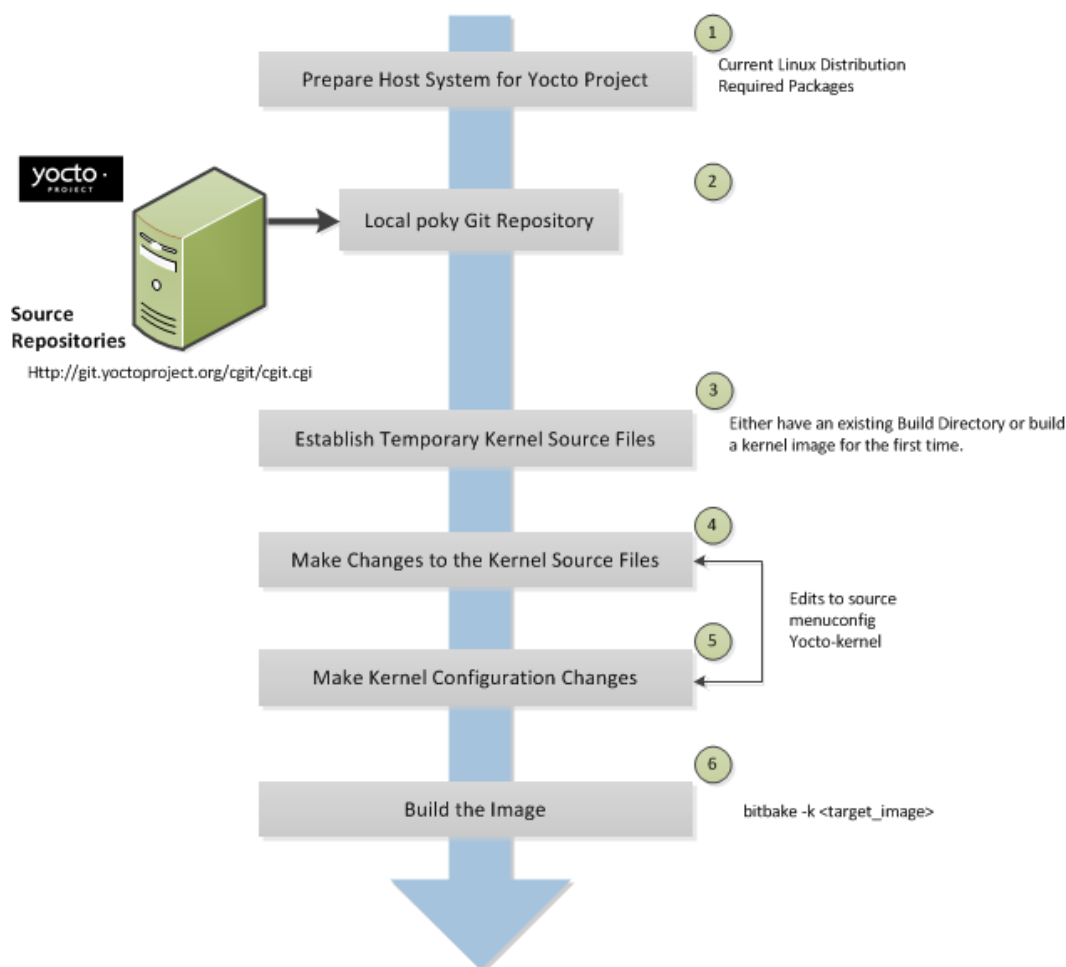 1
Prepare Host System for Yocto Project
Current Linux Distribution
Required Packages
yocto ·
PROJECT
2
Local poky Git Repository
Source
Repositories
Http://git.yoctoproject.org/cgit/cgit.cgi
3
Establish Temporary Kernel Source Files
Either have an existing Build Directory or build
a kernel image for the first time.
4
Make Changes to the Kernel Source Files
Edits to source
menuconfig
Yocto-kernel
5
Make Kernel Configuration Changes
6
Build the Image
bitbake -k <target_image>